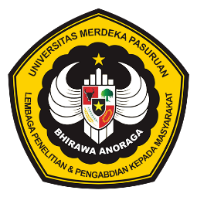 UNIVERSITAS MERDEKA PASURUAN
BHIRAWA ANORAGA
LEMBAGA PENELITIAN & PENGABDIAN KEPADA MASYARAKAT